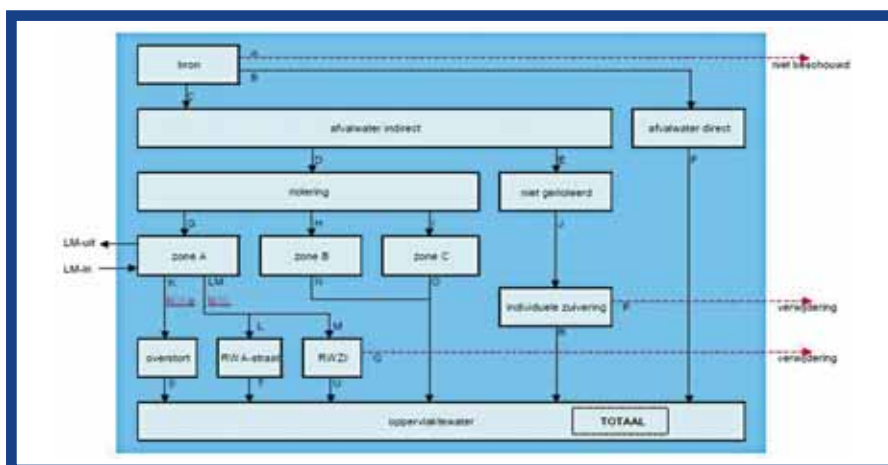 bron
A
niet beschouwd
B
C
afvalwater indirect
afvalwater direct
D
E
F
riolering
niet gerioleerd
G
H
I
J
LM-uit
LM-in
zone A
zone B
zone C
K
LM
N
O
individuele zuivering
P
verwijdering
L
M
R
overstort
RWA-straat
RWZI
Q
verwijdering
S
T
U
oppervlaktewater
TOTAAL